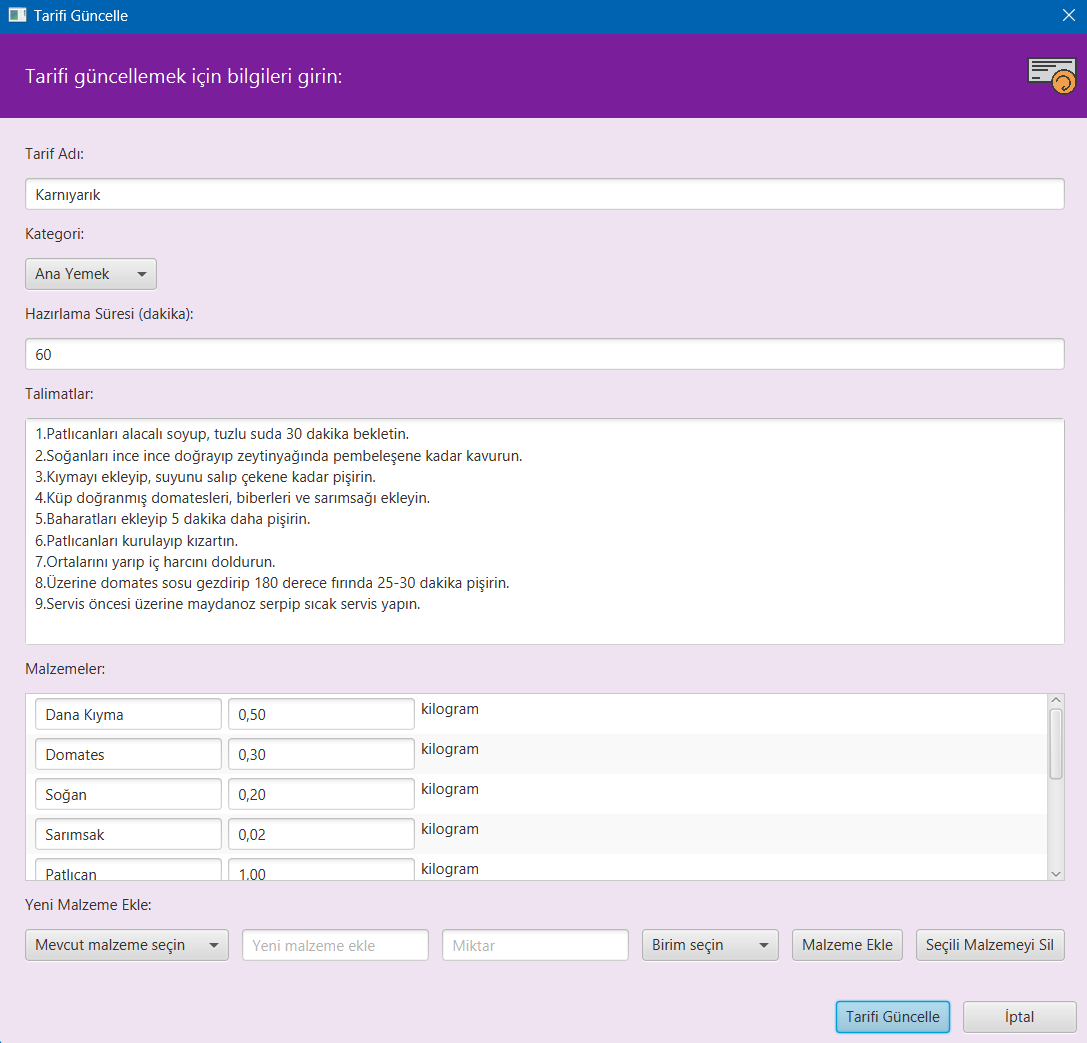 Tarifi Güncelle
Tarifi güncellemek için bilgileri girin:
Tarif Adı:
Karnıyarık
Kategori:
Ana Yemek
Hazırlama Süresi (dakika):
60
Talimatlar:
1.Patlıcanları alacalı soyup, tuzlu suda 30 dakika bekletin.
2.Soğanları ince ince doğrayıp zeytinyağında pembeleşene kadar kavurun.
3.Kıymayı ekleyip, suyunu salıp çekene kadar pişirin.
4.Küp doğranmış domatesleri, biberleri ve sarımsağı ekleyin.
5.Baharatları ekleyip 5 dakika daha pişirin.
6.Patlıcanları kurulayıp kızartın.
7.Ortalarını yarıp iç harcını doldurun.
8.Üzerine domates sosu gezdirip 180 derece fırında 25-30 dakika pişirin.
9.Servis öncesi üzerine maydanoz serpip sıcak servis yapın.
Malzemeler:
Dana Kıyma 0,50 kilogram
Domates 0,30 kilogram
Soğan 0,20 kilogram
Sarımsak 0,02 kilogram
Patlıcan 1,00 kilogram
Yeni Malzeme Ekle:
Mevcut malzeme seçin Yeni malzeme ekle Miktar Birim seçin Malzeme Ekle Seçili Malzemeyi Sil
Tarifi Güncelle İptal